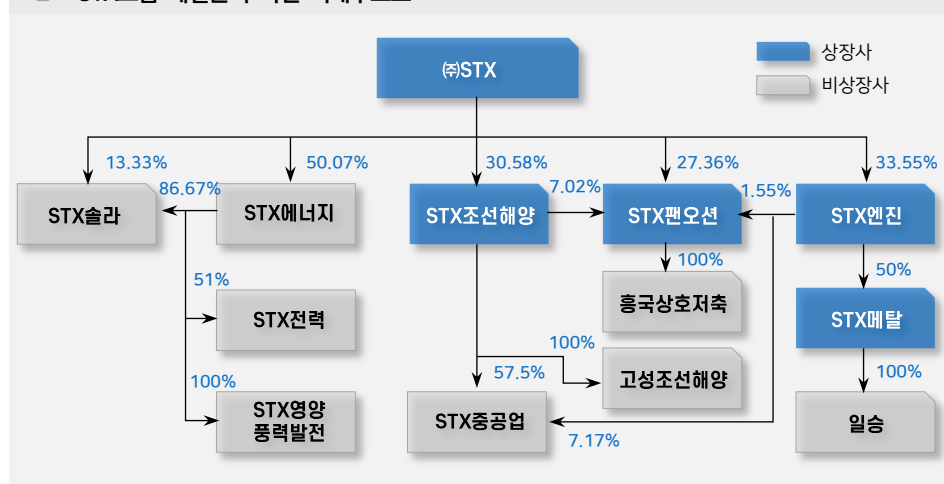 ㈜STX
상장사
비상장사
13.33%
50.07%
30.58%
27.36%
33.55%
STX솔라
86.67%
STX에너지
STX조선해양
7.02%
STX팬오션
1.55%
STX엔진
51%
100%
50%
STX전력
흥국상호저축
STX메탈
100%
57.5%
100%
고성조선해양
100%
STX영양
풍력발전
STX중공업
7.17%
일승